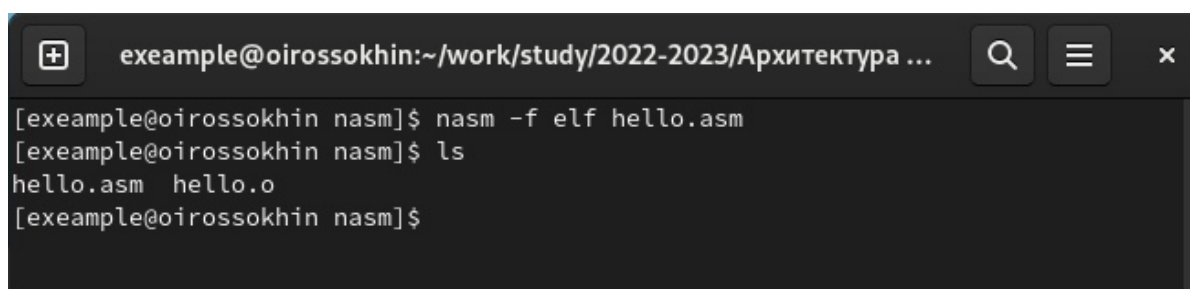 exeample@oirossokhin:~/work/study/2022-2023/Архитектура ...
[exeample@oirossokhin nasm]$ nasm -f elf hello.asm
[exeample@oirossokhin nasm]$ ls
hello.asm  hello.o
[exeample@oirossokhin nasm]$